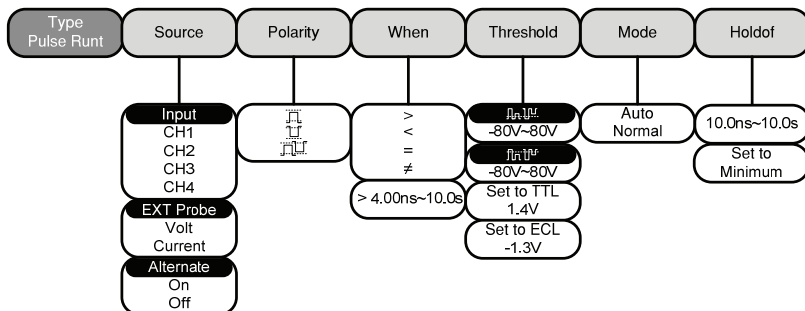 Type
Pulse Runt
Source
Polarity
When
Threshold
Mode
Holdof
Input
CH1
CH2
CH3
CH4
EXT Probe
Volt
Current
Alternate
On
Off
>
<
=
≠
> 4.00ns~10.0s
-80V~80V
-80V~80V
Set to TTL
1.4V
Set to ECL
-1.3V
Auto
Normal
10.0ns~10.0s
Set to
Minimum